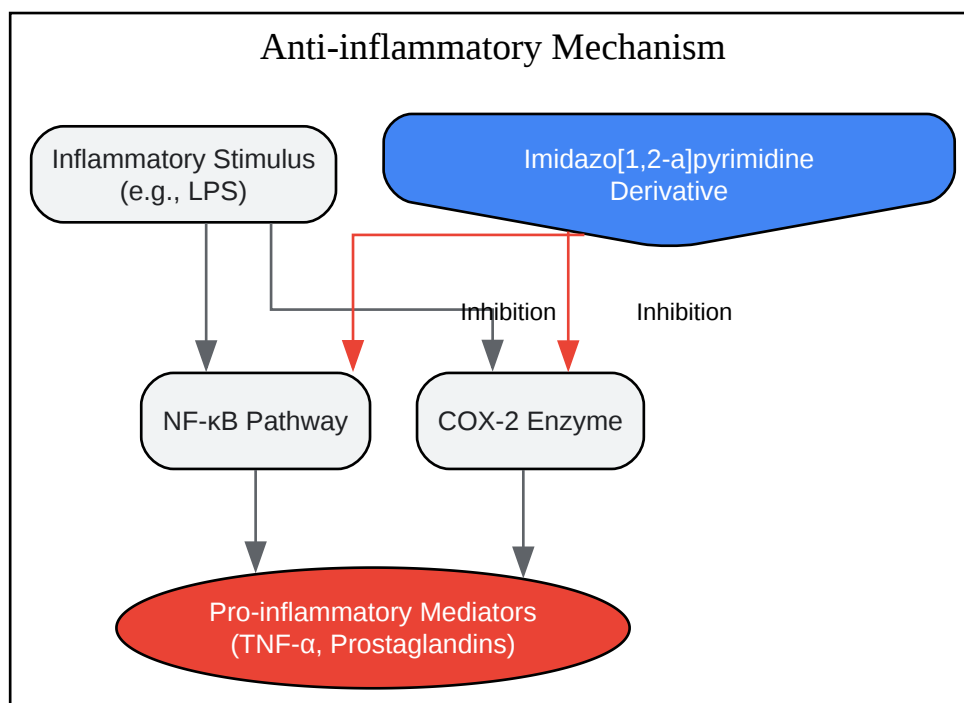 Anti-inflammatory Mechanism
Inflammatory Stimulus
(e.g., LPS)
Imidazo[1,2-a]pyrimidine
Derivative
Inhibition
Inhibition
NF-κB Pathway
COX-2 Enzyme
Pro-inflammatory Mediators
(TNF-α, Prostaglandins)